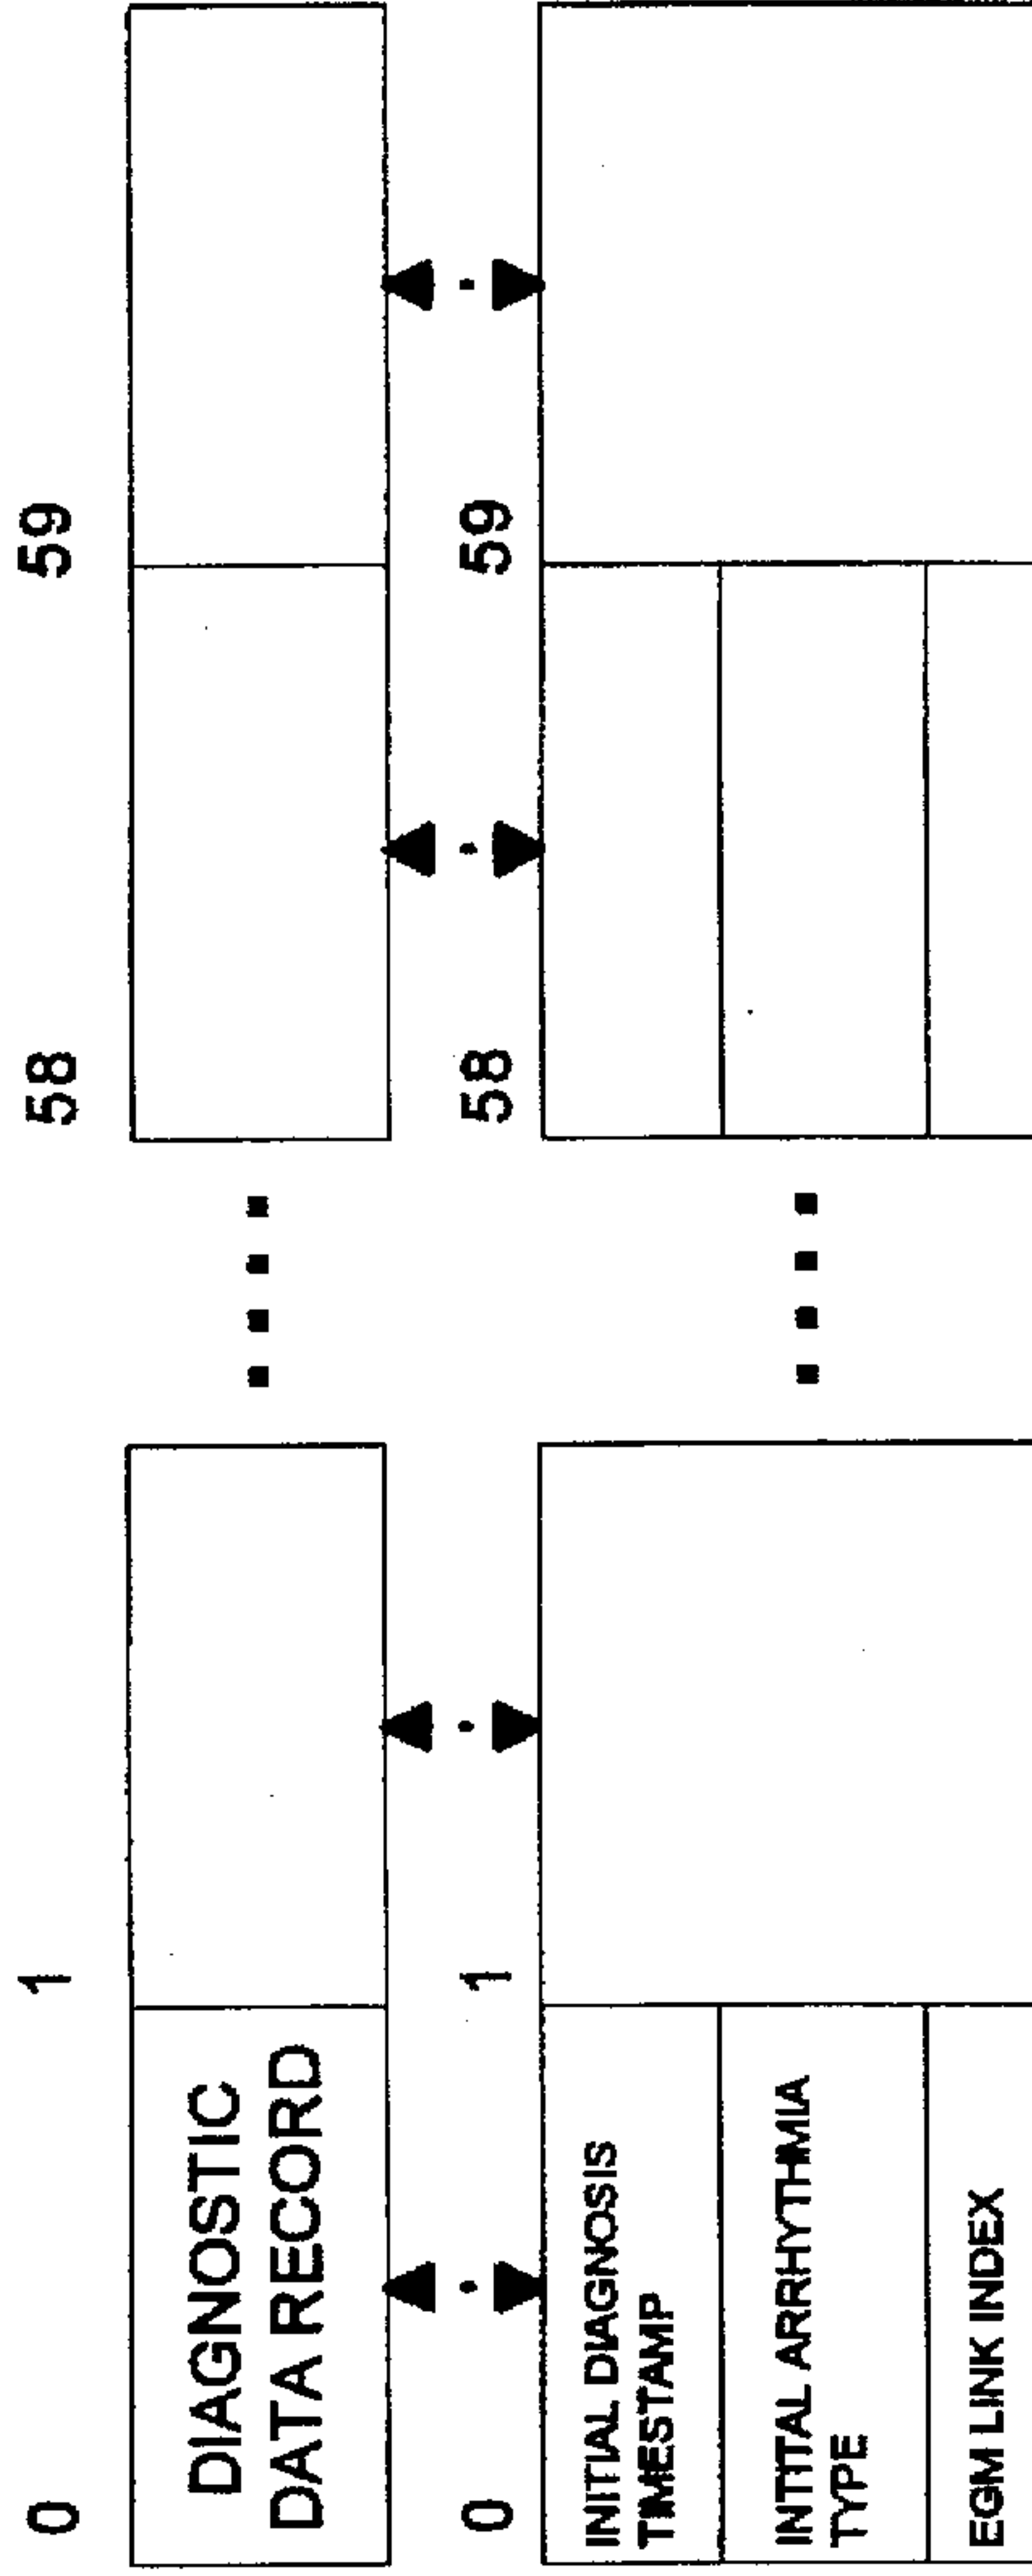 0 1 58 59
DIAGNOSTIC
DATA RECORD
0 1 58 59
INITIAL DIAGNOSIS
TIMESTAMP
INTITAL ARRHYTHMIA
TYPE
EGM LINK INDEX